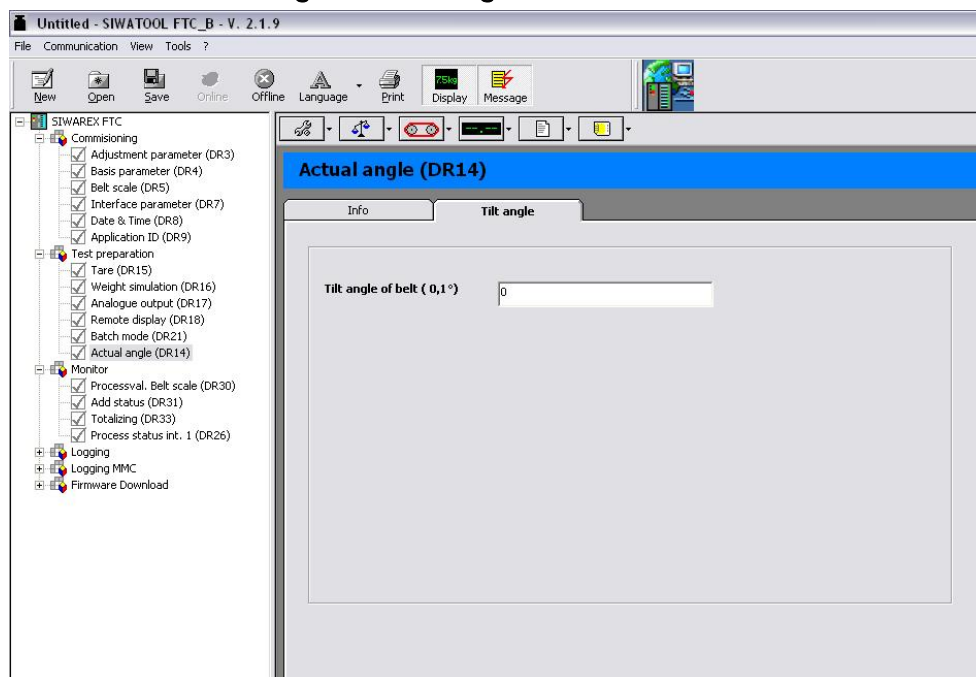 Untitled - SIWATOOL FTC_B - V. 2.1.9
File Communication View Tools ?
New Open Save Online Offline Language Print Display Message
75kg
SIWAREX FTC
Commisioning
Adjustment parameter (DR3)
Basis parameter (DR4)
Belt scale (DR5)
Interface parameter (DR7)
Date & Time (DR8)
Application ID (DR9)
Test preparation
Tare (DR15)
Weight simulation (DR16)
Analogue output (DR17)
Remote display (DR18)
Batch mode (DR21)
Actual angle (DR14)
Monitor
Processval. Belt scale (DR30)
Add status (DR31)
Totalizing (DR33)
Process status int. 1 (DR26)
Logging
Logging MMC
Firmware Download
Actual angle (DR14)
Info Tilt angle
Tilt angle of belt ( 0,1°) 0